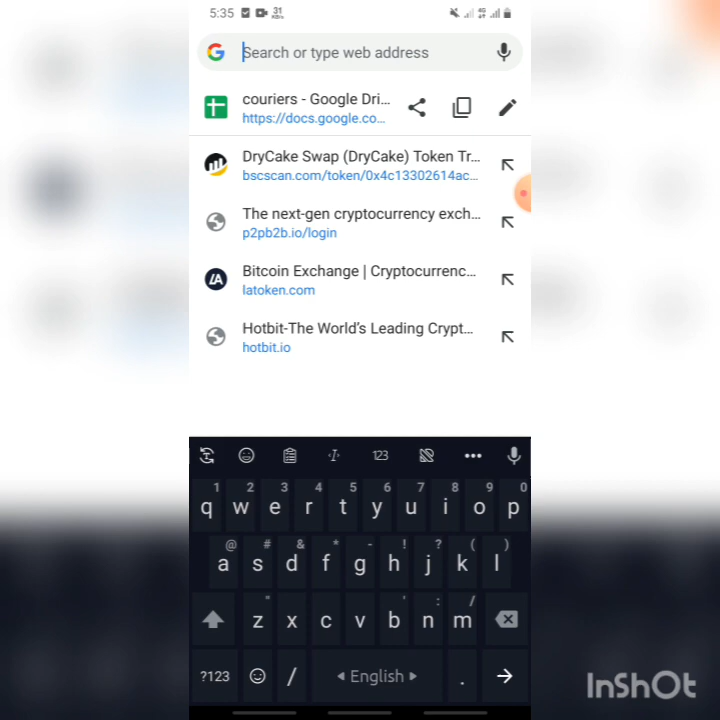 5:35 31 KB/s 4G
Search or type web address
couriers - Google Dri...
https://docs.google.co...
DryCake Swap (DryCake) Token Tr...
bscscan.com/token/0x4c13302614ac...
The next-gen cryptocurrency exch...
p2pb2b.io/login
Bitcoin Exchange | Cryptocurrenc...
latoken.com
Hotbit-The World's Leading Crypt...
hotbit.io
123
1 2 3 4 5 6 7 8 9 0
q w e r t y u i o p
@ # & * - ! ? ( )
a s d f g h j k l
" ' : /
z x c v b n m
?123 / English .
InShOt